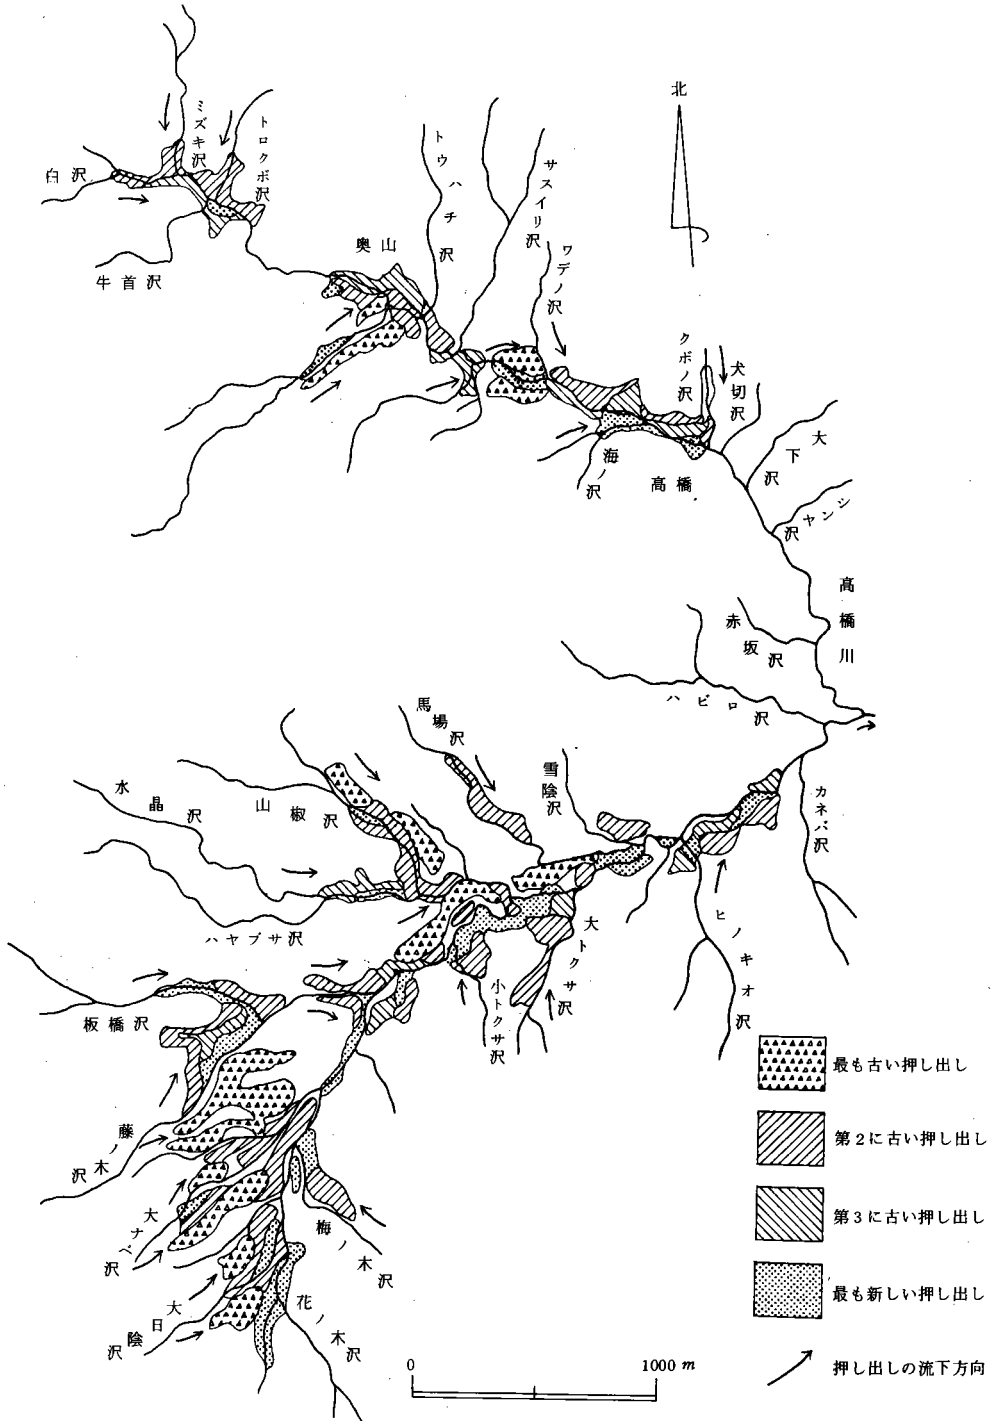 北
ミズキ沢
トロクボ沢
白沢
牛首沢
奥山
トウハチ沢
サスイリ沢
ワデノ沢
クボノ沢
犬切沢
大下沢
シンヤ沢
海ノ沢
高橋
高橋川
赤坂沢
ハビロ沢
馬場沢
雪陰沢
カネバ沢
水晶沢
山椒沢
ハヤブサ沢
板橋沢
大トクサ沢
小トクサ沢
ヒノキオ沢
藤ノ木沢
大ナベ沢
大日陰沢
梅ノ木沢
花ノ木沢
最も古い押し出し
第2に古い押し出し
第3に古い押し出し
最も新しい押し出し
押し出しの流下方向
0 1000 m